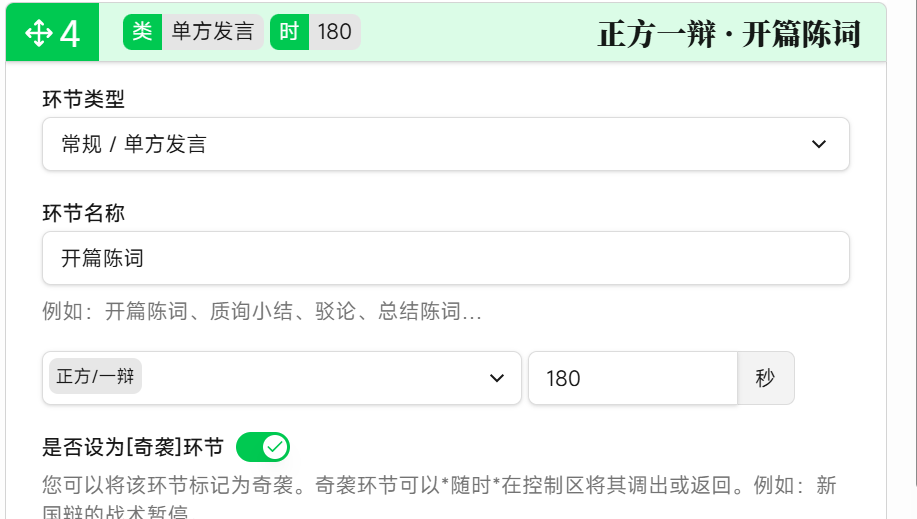 4 类 单方发言 时 180 正方一辩 · 开篇陈词
环节类型
常规 / 单方发言
环节名称
开篇陈词
例如：开篇陈词、质询小结、驳论、总结陈词...
正方/一辩 180 秒
是否设为[奇袭]环节
您可以将该环节标记为奇袭。奇袭环节可以*随时*在控制区将其调出或返回。例如：新
国辩的战术暂停